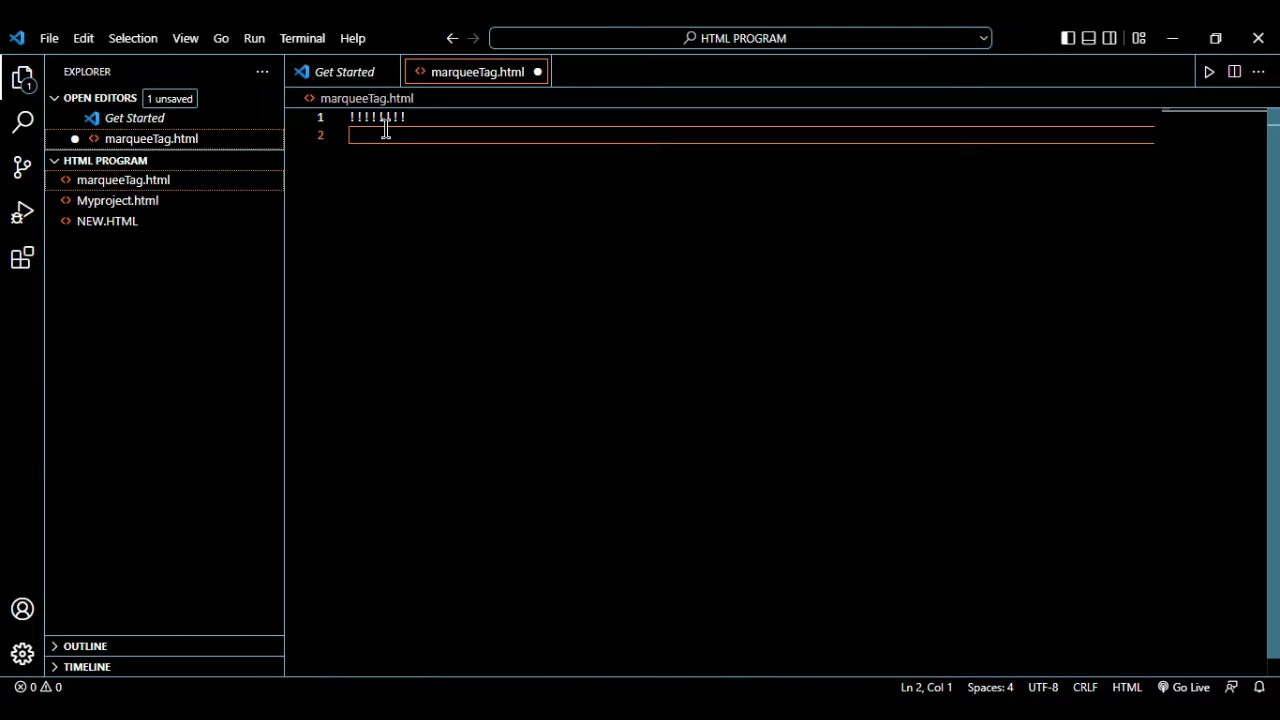 File Edit Selection View Go Run Terminal Help
HTML PROGRAM
EXPLORER
OPEN EDITORS 1 unsaved
Get Started
marqueeTag.html
HTML PROGRAM
marqueeTag.html
Myproject.html
NEW.HTML
OUTLINE
TIMELINE
1
Get Started
marqueeTag.html
marqueeTag.html
1 !!!!!!!!
2
0 0
Ln 2, Col 1 Spaces: 4 UTF-8 CRLF HTML Go Live